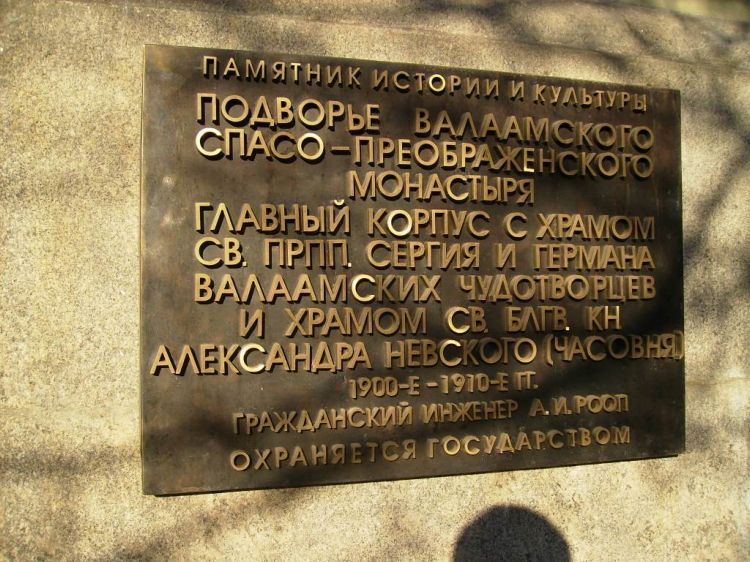 ПАМЯТНИК ИСТОРИИ И КУЛЬТУРЫ
ПОДВОРЬЕ ВАЛААМСКОГО
СПАСО-ПРЕОБРАЖЕНСКОГО
МОНАСТЫРЯ
ГЛАВНЫЙ КОРПУС С ХРАМОМ
СВ. ПРПП. СЕРГИЯ И ГЕРМАНА
ВАЛААМСКИХ ЧУДОТВОРЦЕВ
И ХРАМОМ СВ. БЛГВ. КН
АЛЕКСАНДРА НЕВСКОГО (ЧАСОВНЯ)
1900-Е - 1910-Е ГГ.
ГРАЖДАНСКИЙ ИНЖЕНЕР А.И.РООП
ОХРАНЯЕТСЯ ГОСУДАРСТВОМ